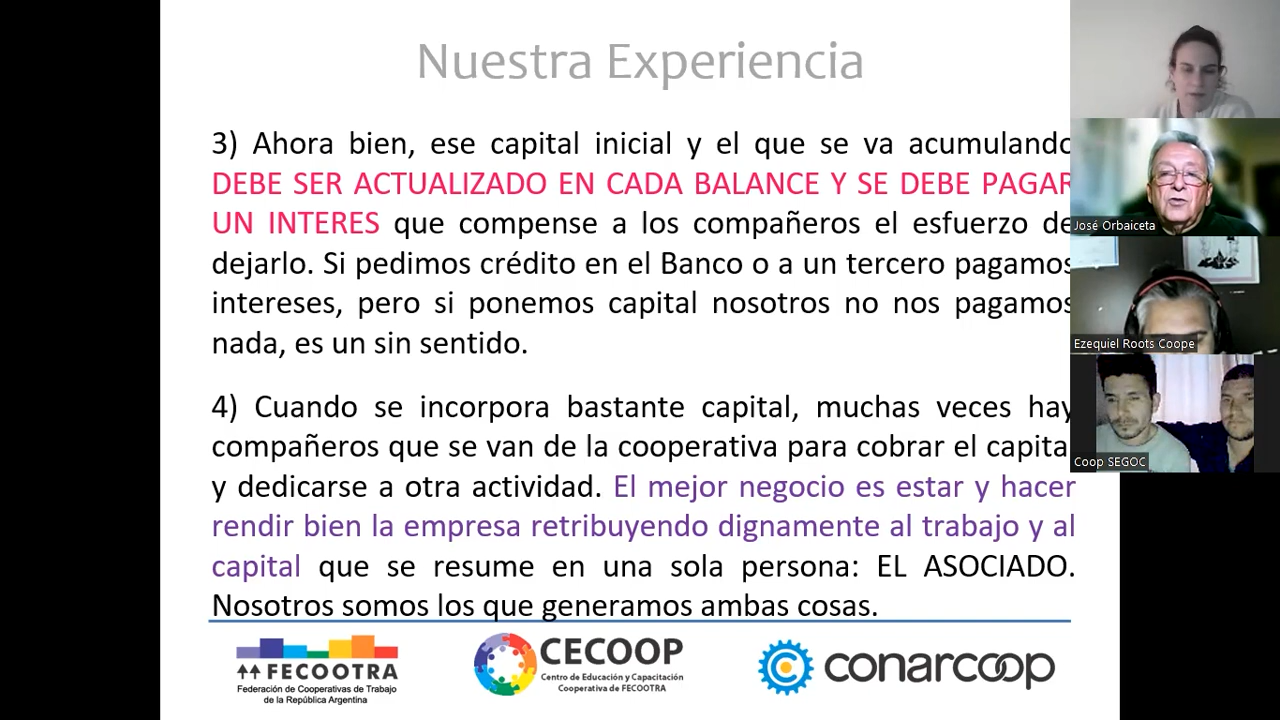 Nuestra Experiencia
3) Ahora bien, ese capital inicial y el que se va acumulando
DEBE SER ACTUALIZADO EN CADA BALANCE Y SE DEBE PAGAR
UN INTERES que compense a los compañeros el esfuerzo de
dejarlo. Si pedimos crédito en el Banco o a un tercero pagamos
intereses, pero si ponemos capital nosotros no nos pagamos
nada, es un sin sentido.
4) Cuando se incorpora bastante capital, muchas veces hay
compañeros que se van de la cooperativa para cobrar el capital
y dedicarse a otra actividad. El mejor negocio es estar y hacer
rendir bien la empresa retribuyendo dignamente al trabajo y al
capital que se resume en una sola persona: EL ASOCIADO.
Nosotros somos los que generamos ambas cosas.
FECOOTRA
Federación de Cooperativas de Trabajo
de la República Argentina
CECOOP
Centro de Educación y Capacitación
Cooperativa de FECOOTRA
conarcoop
José Orbaiceta
Ezequiel Roots Coope
Coop SEGOC